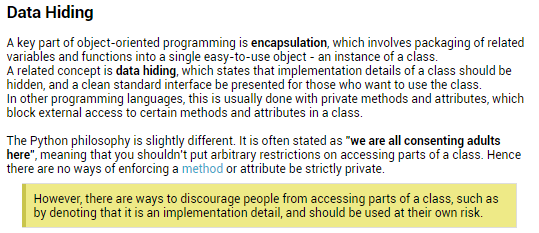 Data Hiding
A key part of object-oriented programming is encapsulation, which involves packaging of related
variables and functions into a single easy-to-use object - an instance of a class.
A related concept is data hiding, which states that implementation details of a class should be
hidden, and a clean standard interface be presented for those who want to use the class.
In other programming languages, this is usually done with private methods and attributes, which
block external access to certain methods and attributes in a class.
The Python philosophy is slightly different. It is often stated as "we are all consenting adults
here", meaning that you shouldn't put arbitrary restrictions on accessing parts of a class. Hence
there are no ways of enforcing a method or attribute be strictly private.
However, there are ways to discourage people from accessing parts of a class, such as
by denoting that it is an implementation detail, and should be used at their own risk.